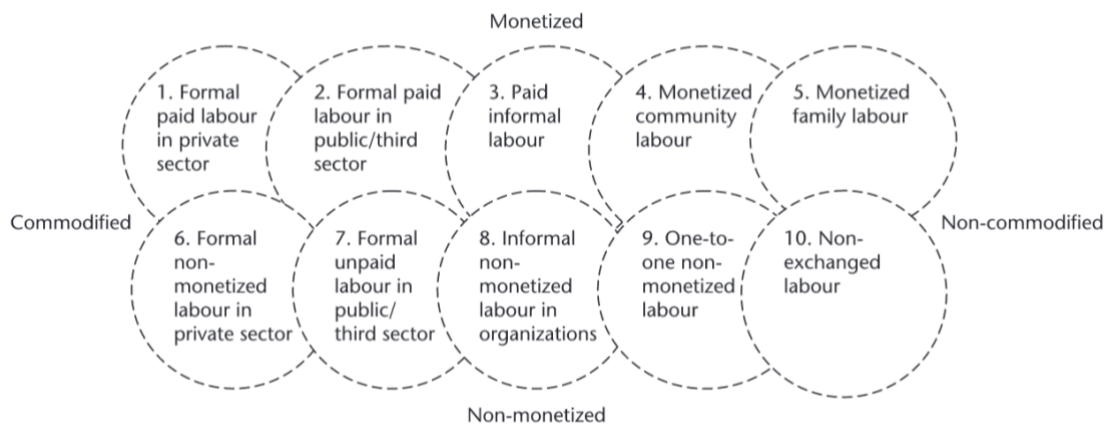 Monetized
1. Formal
paid labour
in private
sector
2. Formal paid
labour in
public/third
sector
3. Paid
informal
labour
4. Monetized
community
labour
5. Monetized
family labour
Commodified
Non-commodified
6. Formal
non-
monetized
labour in
private sector
7. Formal
unpaid
labour in
public/
third sector
8. Informal
non-
monetized
labour in
organizations
9. One-to-
one non-
monetized
labour
10. Non-
exchanged
labour
Non-monetized